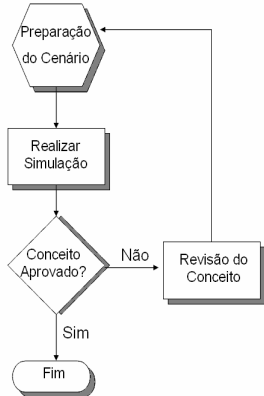 Preparação
do Cenário
Realizar
Simulação
Conceito
Aprovado?
Não
Revisão do
Conceito
Sim
Fim